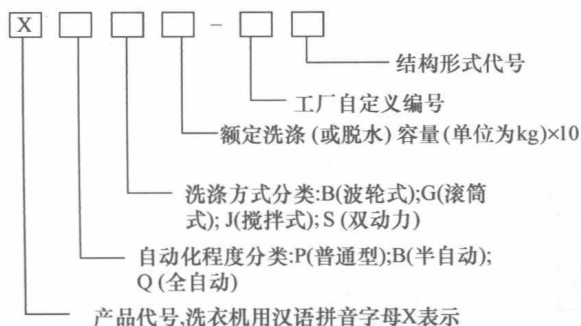 X □ □ □ - □ □
结构形式代号
工厂自定义编号
额定洗涤(或脱水)容量(单位为kg)×10
洗涤方式分类:B(波轮式);G(滚筒
式); J(搅拌式); S (双动力)
自动化程度分类:P(普通型);B(半自动);
Q (全自动)
产品代号,洗衣机用汉语拼音字母X表示